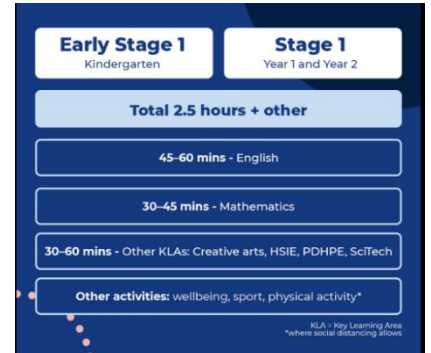 Early Stage 1
Kindergarten
Stage 1
Year 1 and Year 2
Total 2.5 hours + other
45–60 mins - English
30–45 mins - Mathematics
30–60 mins - Other KLAs: Creative arts, HSIE, PDHPE, SciTech
Other activities: wellbeing, sport, physical activity*
KLA = Key Learning Area
*where social distancing allows